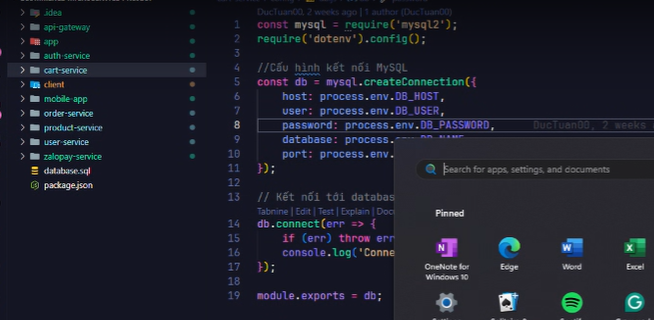 .idea
api-gateway
app
auth-service
cart-service
client
mobile-app
order-service
product-service
user-service
zalopay-service
database.sql
package.json
DucTuan00, 2 weeks ago | 1 author (DucTuan00)
1 const mysql = require('mysql2');
2 require('dotenv').config();
3
4 //Cấu hình kết nối MySQL
5 const db = mysql.createConnection({
6 host: process.env.DB_HOST,
7 user: process.env.DB_USER,
8 password: process.env.DB_PASSWORD, DucTuan00, 2 weeks
9 database: process.env.DB_NAME
10 port: process.env.
11 });
12
13 // Kết nối tới databas
Tabnine | Edit | Test | Explain | Docu
14 db.connect(err => {
15 if (err) throw err
16 console.log('Conne
17 });
18
19 module.exports = db;
Search for apps, settings, and documents
Pinned
OneNote for Windows 10
Edge
Word
Excel